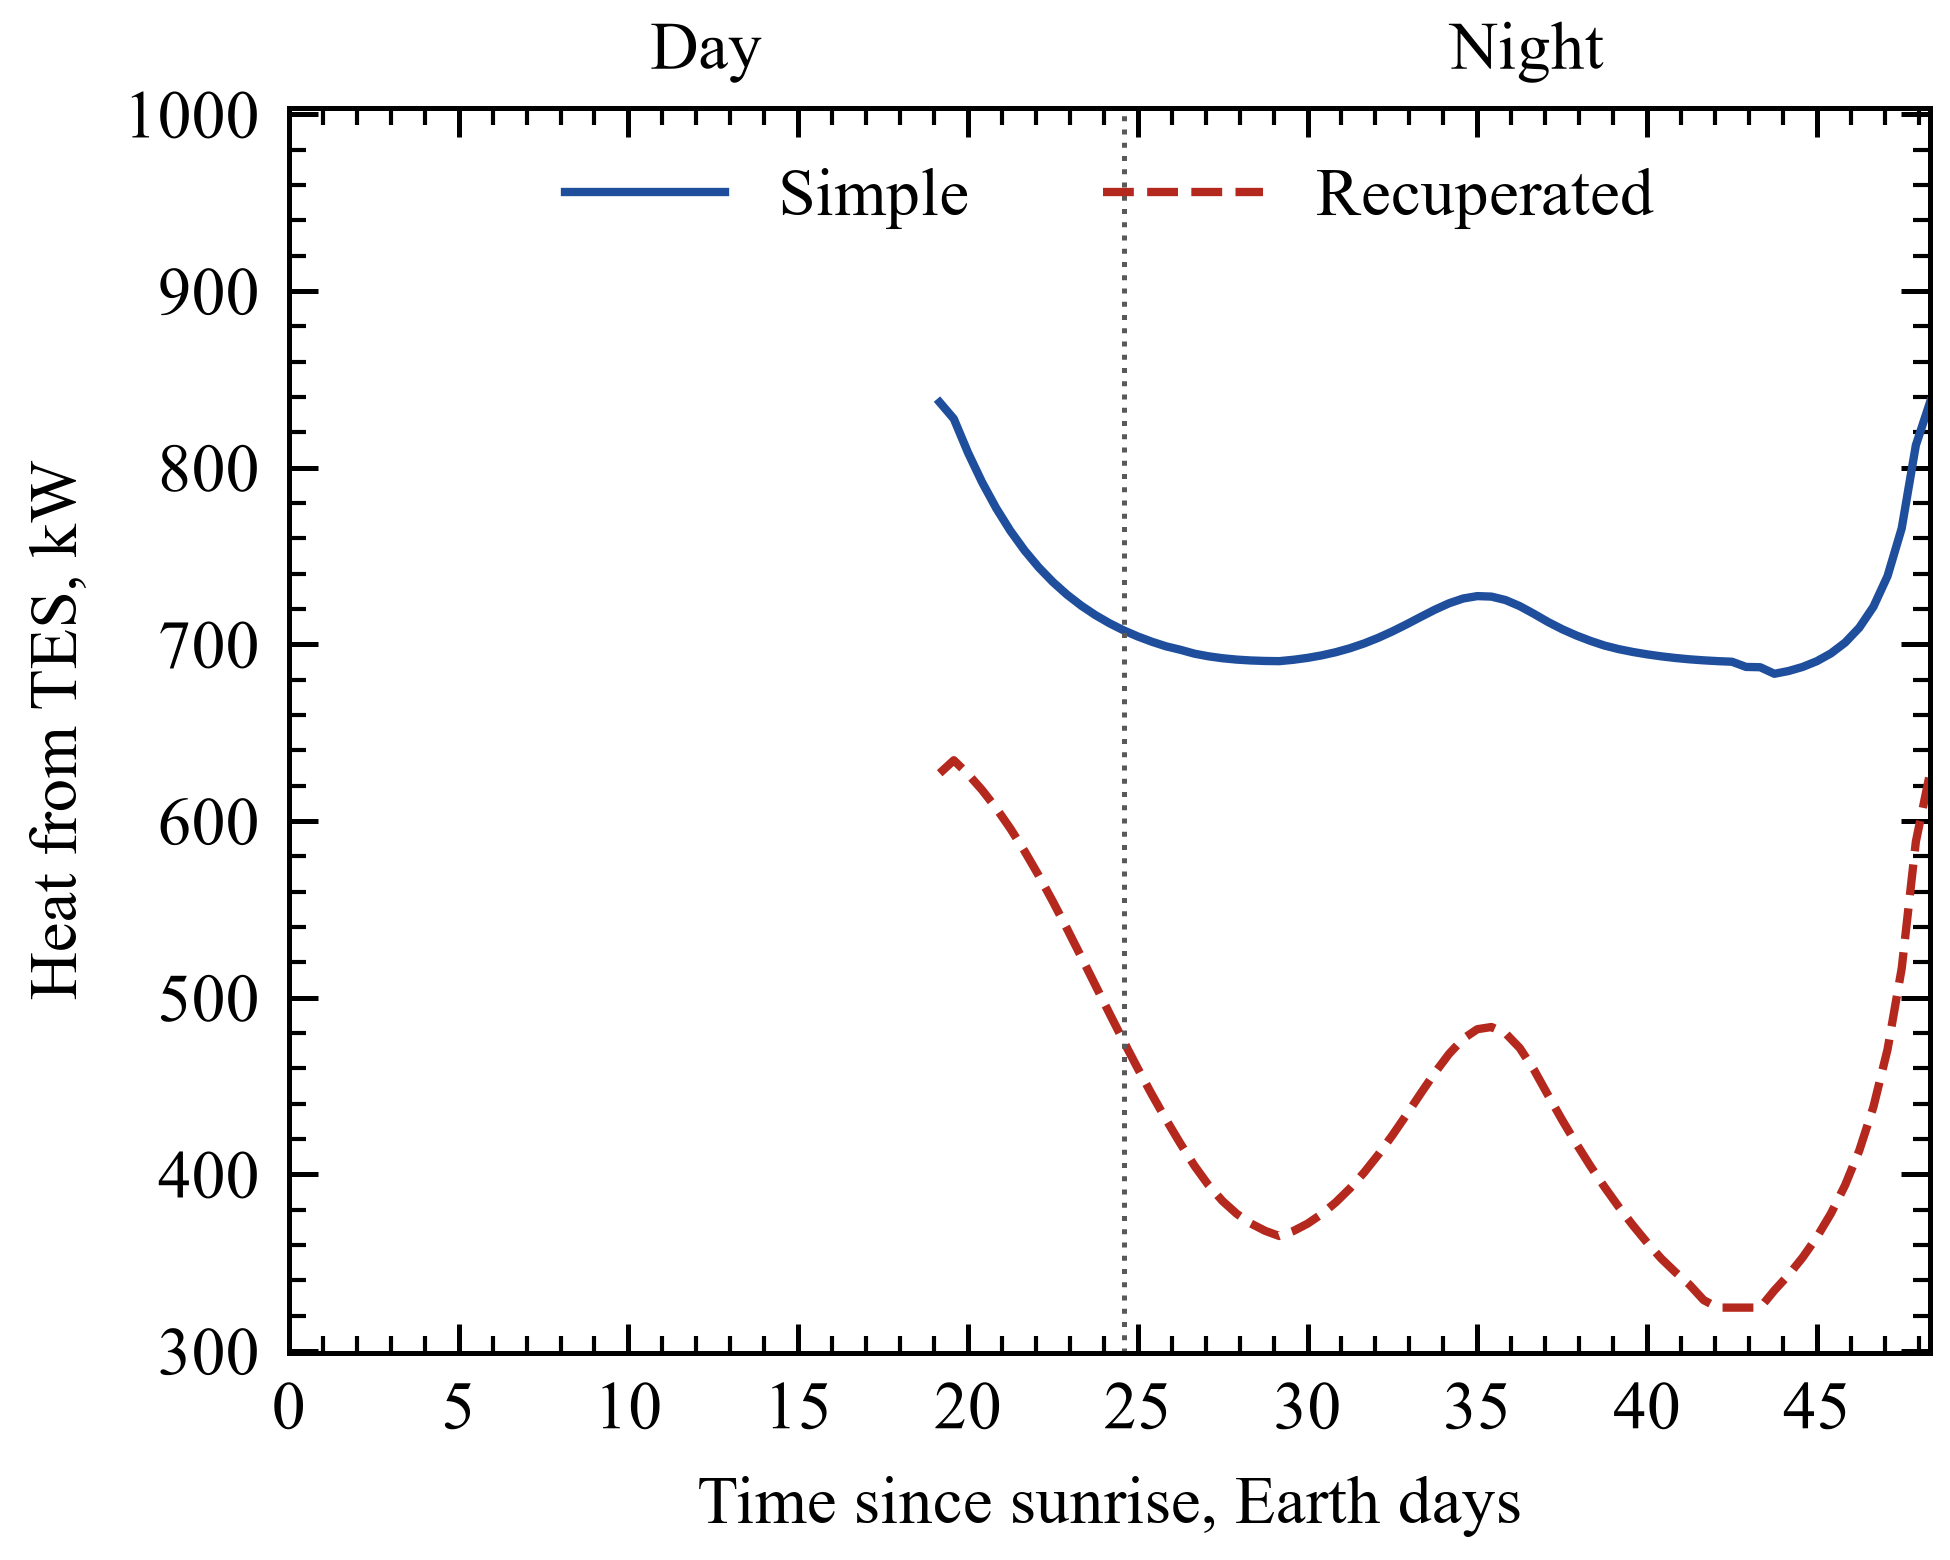 Day Night
1000
Simple Recuperated
900
800
700
600
500
400
300
Heat from TES, kW
0 5 10 15 20 25 30 35 40 45
Time since sunrise, Earth days